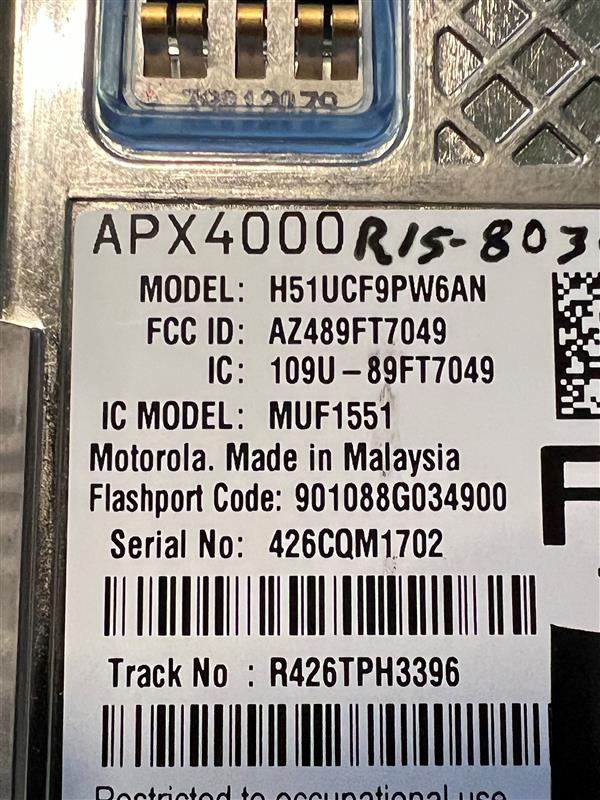 APX4000 R15-803
MODEL: H51UCF9PW6AN
FCC ID: AZ489FT7049
IC: 109U-89FT7049
IC MODEL: MUF1551
Motorola. Made in Malaysia
Flashport Code: 901088G034900
Serial No: 426CQM1702
Track No : R426TPH3396
Restricted to occupational use